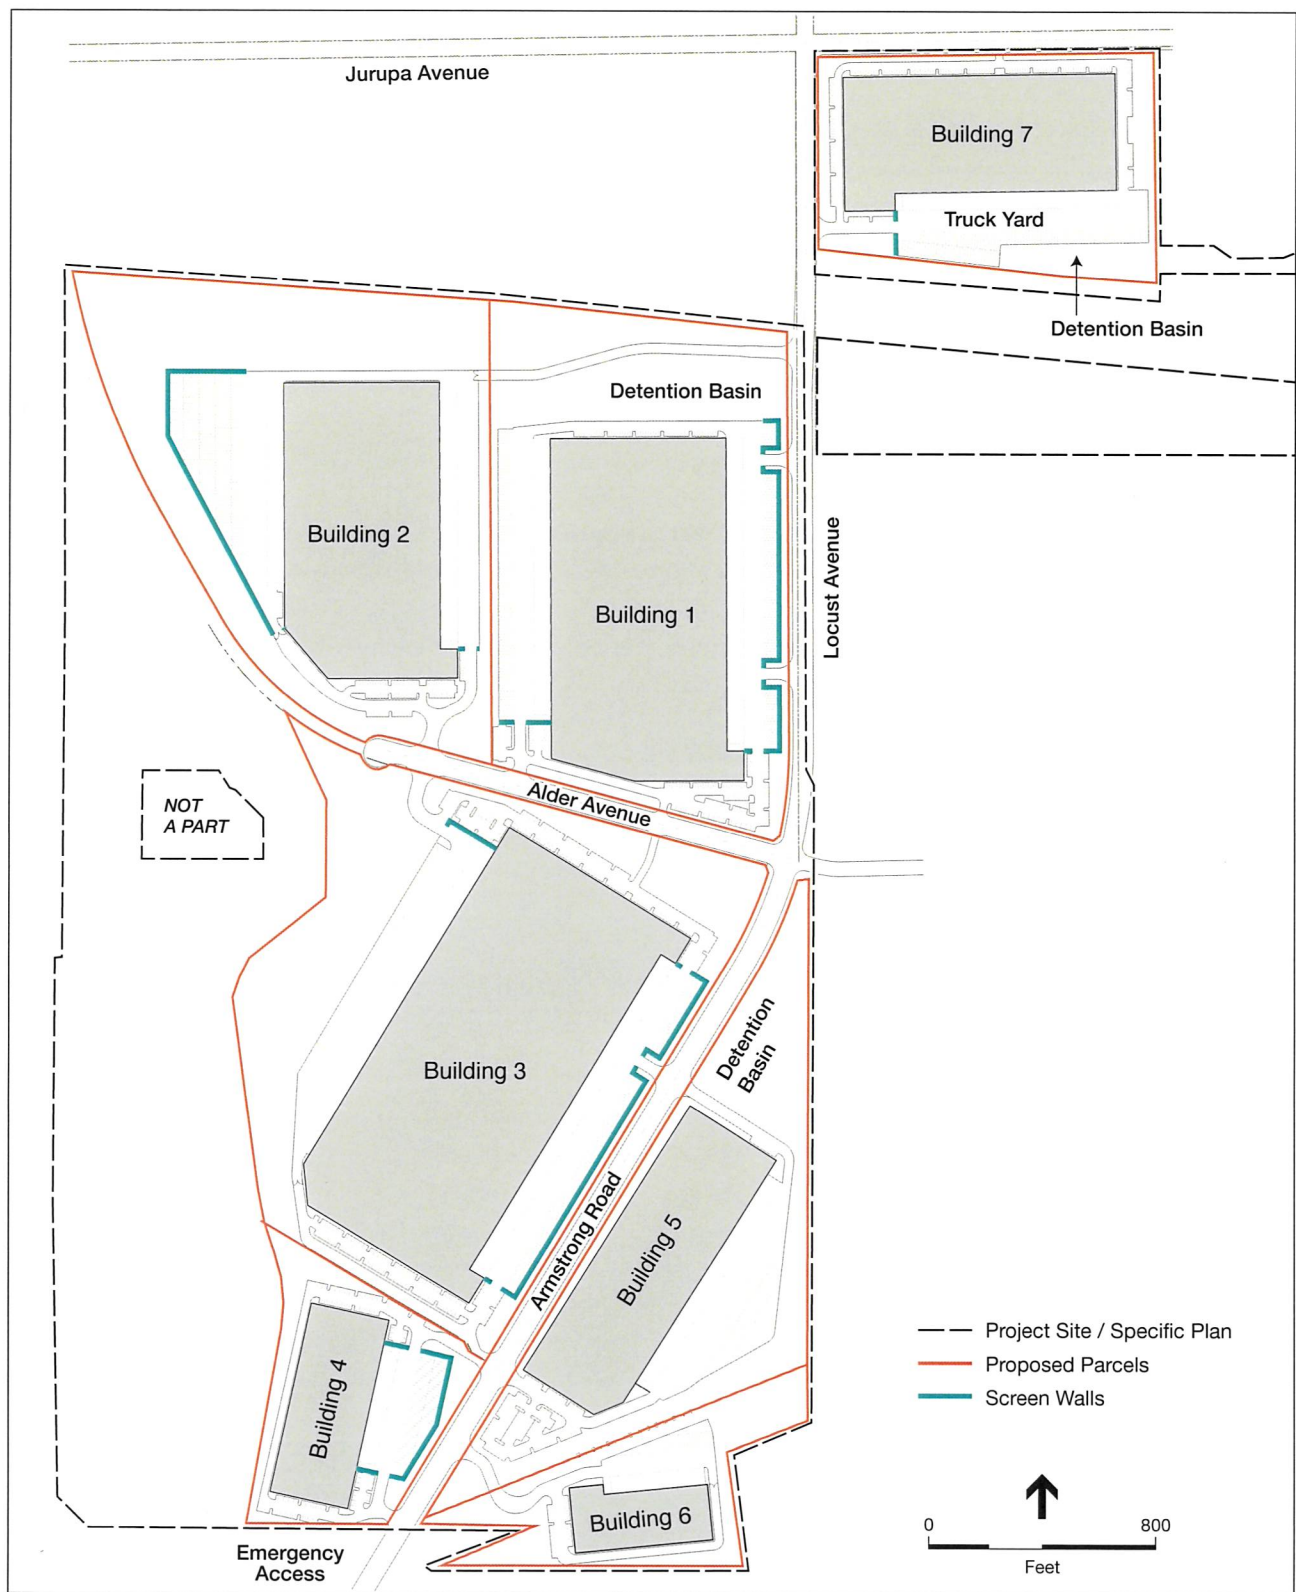 Jurupa Avenue
Building 7
Truck Yard
Detention Basin
Detention Basin
Building 2
Building 1
Locust Avenue
Alder Avenue
NOT
A PART
Building 3
Detention
Basin
Armstrong Road
Building 5
Building 4
Building 6
Emergency
Access
Project Site / Specific Plan
Proposed Parcels
Screen Walls
0
800
Feet